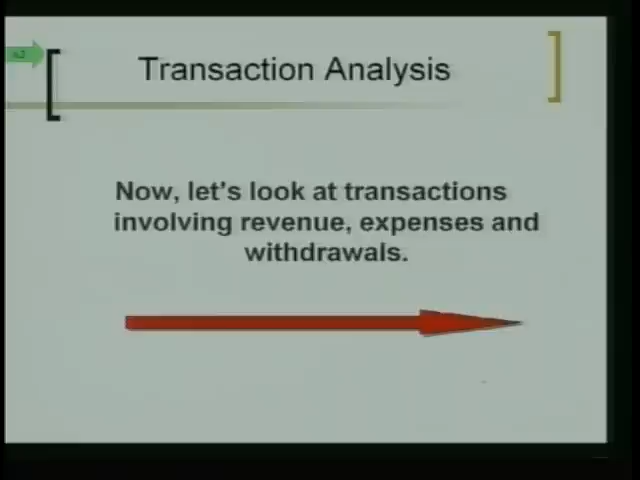 Transaction Analysis
Now, let's look at transactions
involving revenue, expenses and
withdrawals.